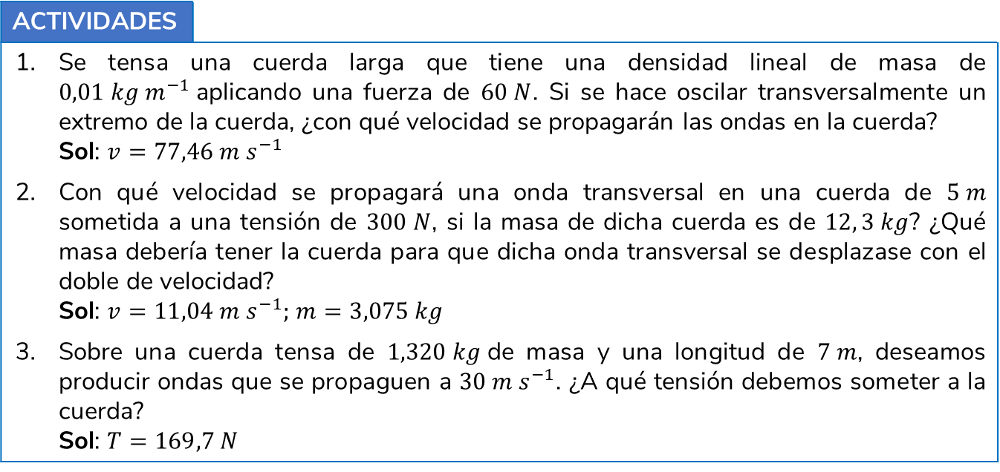 ACTIVIDADES
1. Se tensa una cuerda larga que tiene una densidad lineal de masa de
0,01 kg m⁻¹ aplicando una fuerza de 60 N. Si se hace oscilar transversalmente un
extremo de la cuerda, ¿con qué velocidad se propagarán las ondas en la cuerda?
Sol: v = 77,46 m s⁻¹
2. Con qué velocidad se propagará una onda transversal en una cuerda de 5 m
sometida a una tensión de 300 N, si la masa de dicha cuerda es de 12, 3 kg? ¿Qué
masa debería tener la cuerda para que dicha onda transversal se desplazase con el
doble de velocidad?
Sol: v = 11,04 m s⁻¹; m = 3,075 kg
3. Sobre una cuerda tensa de 1,320 kg de masa y una longitud de 7 m, deseamos
producir ondas que se propaguen a 30 m s⁻¹. ¿A qué tensión debemos someter a la
cuerda?
Sol: T = 169,7 N